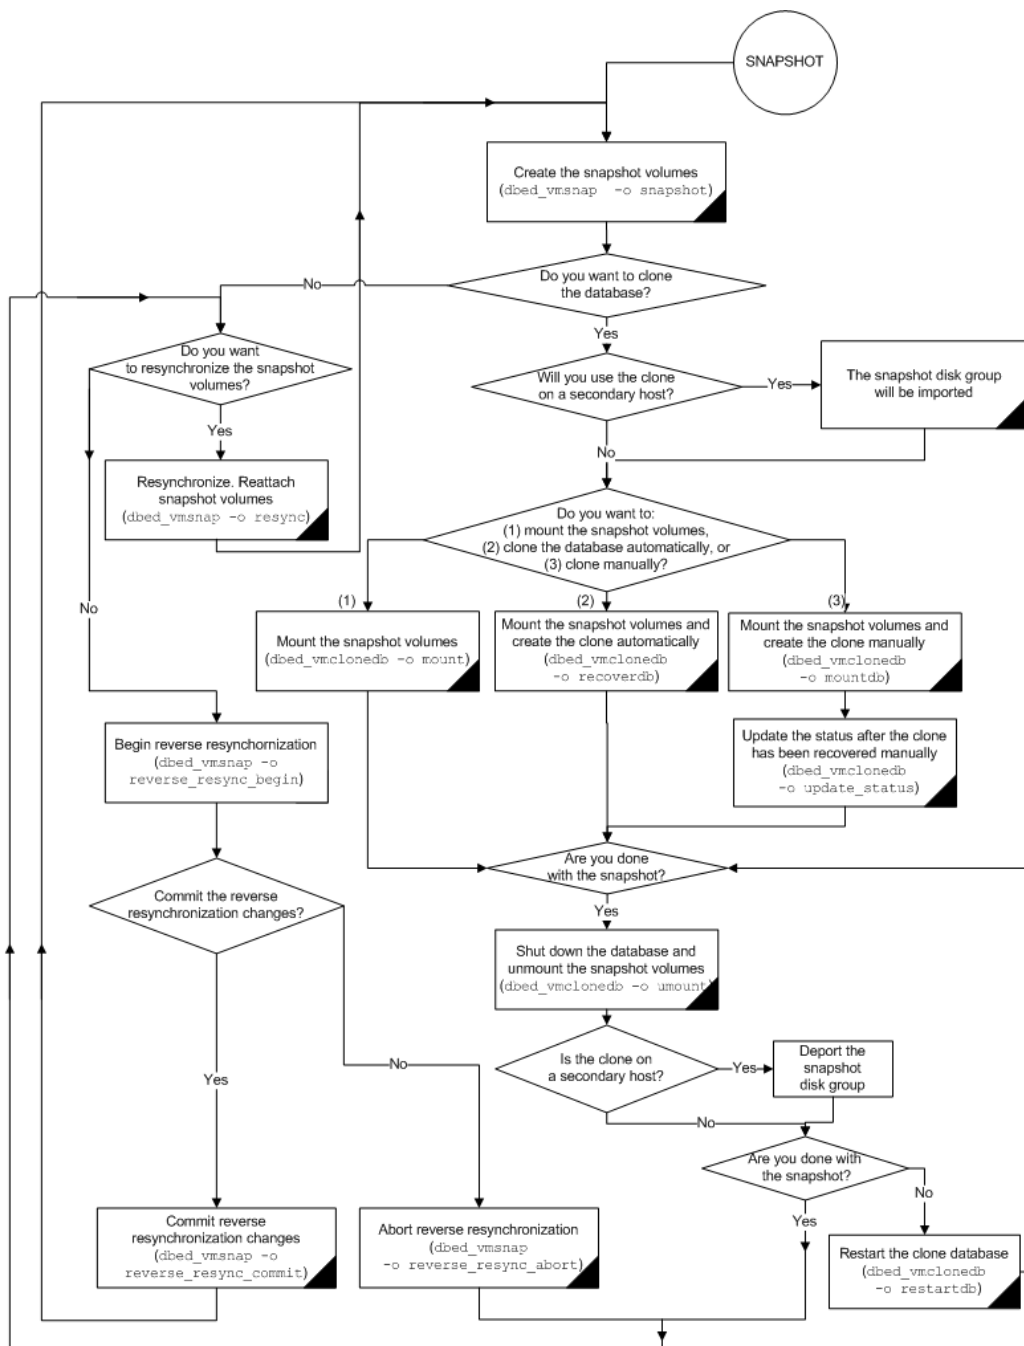 SNAPSHOT
Create the snapshot volumes
(dbed_vmsnap -o snapshot)
Do you want to clone
the database?
No
Yes
Do you want
to resynchronize the snapshot
volumes?
Will you use the clone
on a secondary host?
Yes
The snapshot disk group
will be imported
Yes
No
Resynchronize. Reattach
snapshot volumes
(dbed_vmsnap -o resync)
Do you want to:
(1) mount the snapshot volumes,
(2) clone the database automatically, or
(3) clone manually?
No
(1)
(2)
(3)
Mount the snapshot volumes
(dbed_vmclonedb -o mount)
Mount the snapshot volumes and
create the clone automatically
(dbed_vmclonedb
-o recoverdb)
Mount the snapshot volumes and
create the clone manually
(dbed_vmclonedb
-o mountdb)
Begin reverse resynchornization
(dbed_vmsnap -o
reverse_resync_begin)
Update the status after the clone
has been recovered manually
(dbed_vmclonedb
-o update_status)
Are you done
with the snapshot?
Commit the reverse
resynchronization changes?
Yes
Shut down the database and
unmount the snapshot volumes
(dbed_vmclonedb -o umount)
Is the clone on
a secondary host?
Yes
Deport the
snapshot
disk group
No
Yes
No
Are you done with
the snapshot?
No
Yes
Commit reverse
resynchronization changes
(dbed_vmsnap -o
reverse_resync_commit)
Abort reverse resynchronization
(dbed_vmsnap
-o reverse_resync_abort)
Restart the clone database
(dbed_vmclonedb
-o restartdb)